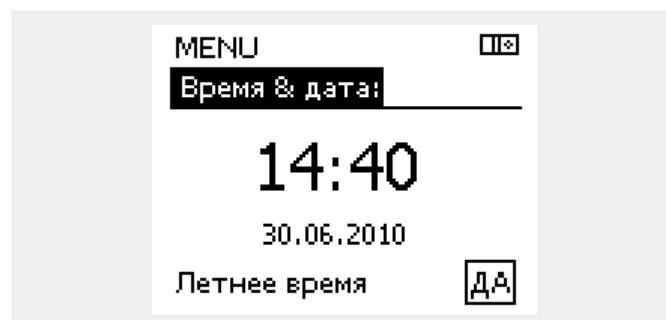 MENU
Время & дата:
14:40
30.06.2010
Летнее время ДА